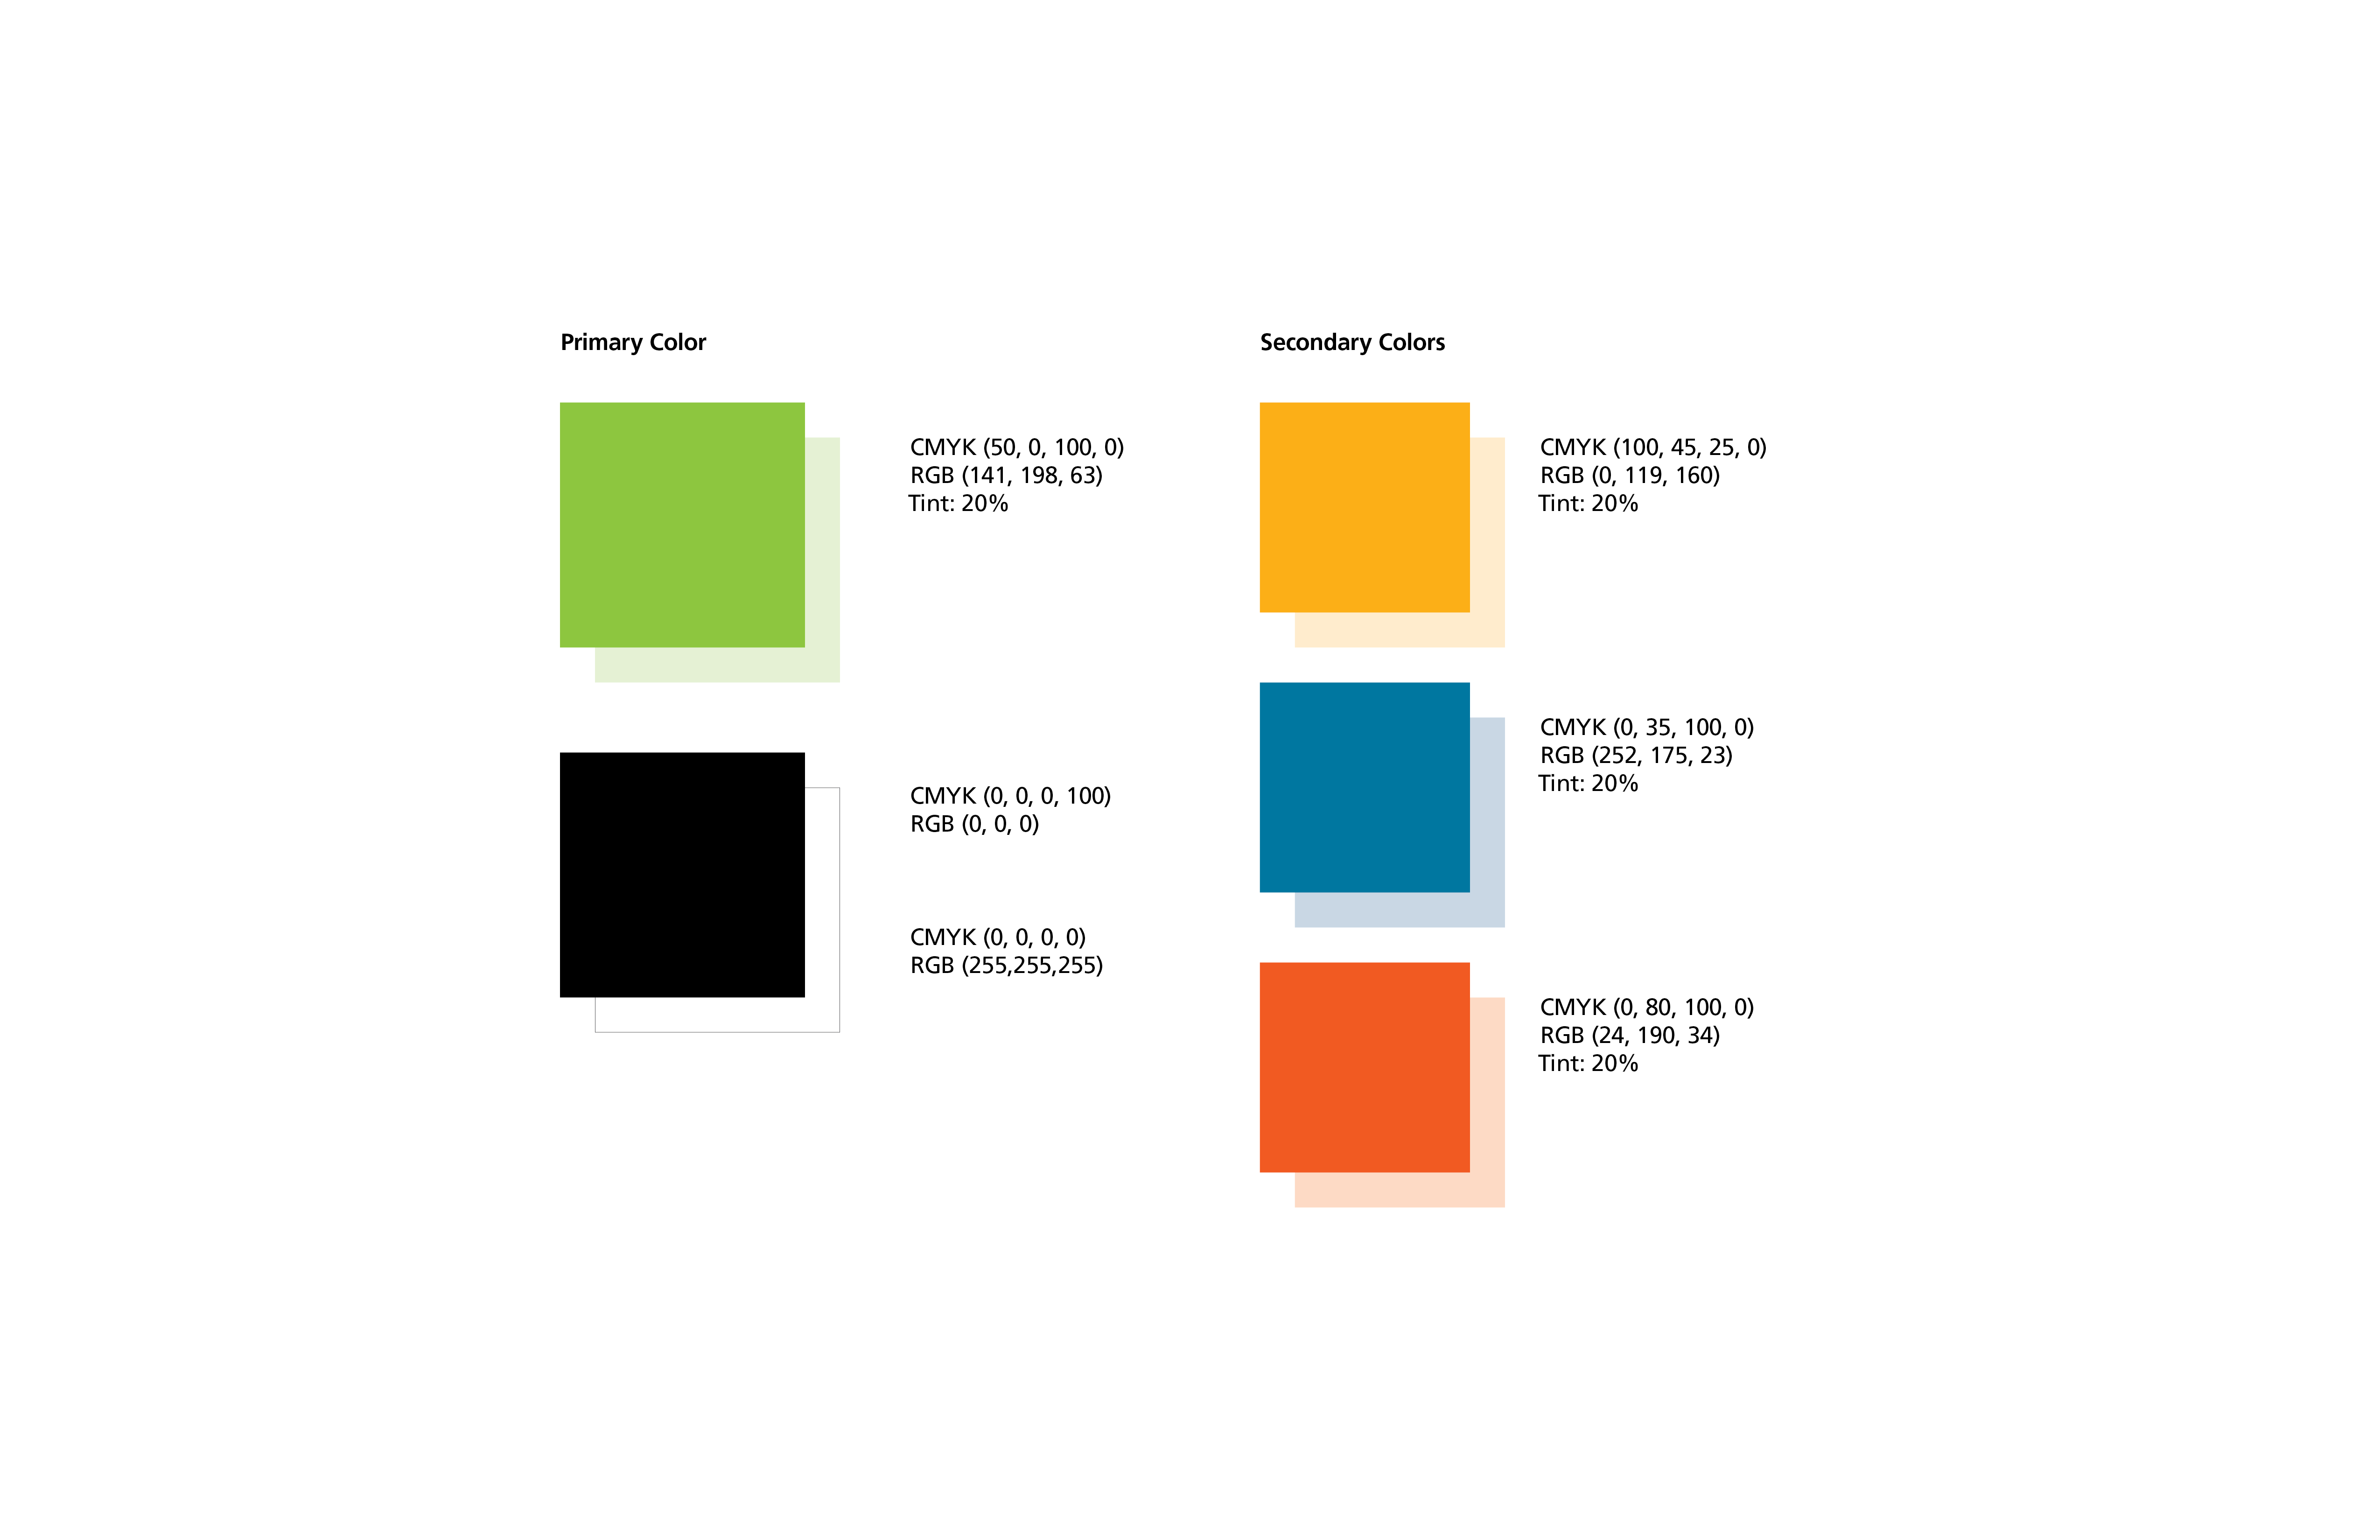 Primary Color
CMYK (50, 0, 100, 0)
RGB (141, 198, 63)
Tint: 20%
CMYK (0, 0, 0, 100)
RGB (0, 0, 0)
CMYK (0, 0, 0, 0)
RGB (255,255,255)
Secondary Colors
CMYK (100, 45, 25, 0)
RGB (0, 119, 160)
Tint: 20%
CMYK (0, 35, 100, 0)
RGB (252, 175, 23)
Tint: 20%
CMYK (0, 80, 100, 0)
RGB (24, 190, 34)
Tint: 20%